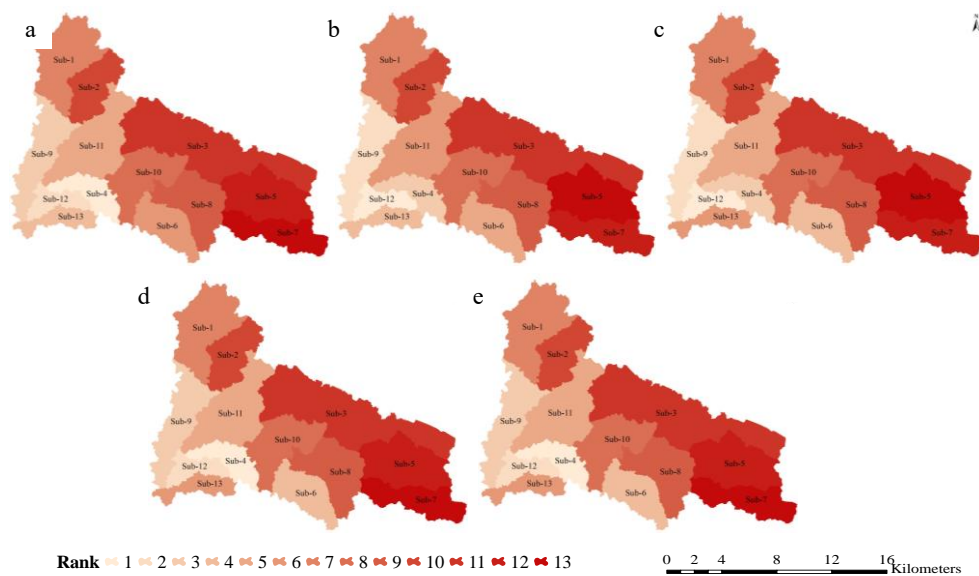 a
b
c
N
Sub-1
Sub-2
Sub-3
Sub-9
Sub-11
Sub-10
Sub-4
Sub-12
Sub-5
Sub-13
Sub-8
Sub-6
Sub-7
Sub-1
Sub-2
Sub-3
Sub-9
Sub-11
Sub-10
Sub-4
Sub-12
Sub-5
Sub-13
Sub-8
Sub-6
Sub-7
Sub-1
Sub-2
Sub-3
Sub-9
Sub-11
Sub-10
Sub-4
Sub-12
Sub-5
Sub-13
Sub-8
Sub-6
Sub-7
d
e
Sub-1
Sub-2
Sub-3
Sub-11
Sub-9
Sub-10
Sub-4
Sub-12
Sub-5
Sub-8
Sub-13
Sub-6
Sub-7
Sub-1
Sub-2
Sub-3
Sub-11
Sub-9
Sub-10
Sub-4
Sub-12
Sub-5
Sub-8
Sub-13
Sub-6
Sub-7
Rank 1 2 3 4 5 6 7 8 9 10 11 12 13
0 2 4 8 12 16
Kilometers